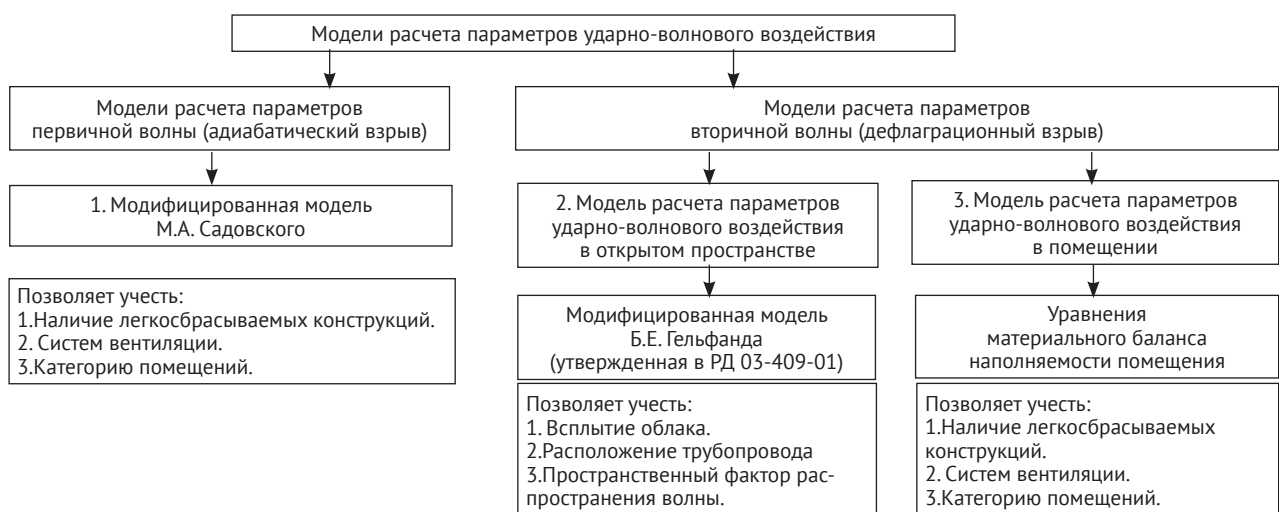 Модели расчета параметров ударно-волнового воздействия
Модели расчета параметров
первичной волны (адиабатический взрыв)
Модели расчета параметров
вторичной волны (дефлаграционный взрыв)
1. Модифицированная модель
М.А. Садовского
2. Модель расчета параметров
ударно-волнового воздействия
в открытом пространстве
3. Модель расчета параметров
ударно-волнового воздействия
в помещении
Позволяет учесть:
1.Наличие легкосбрасываемых конструкций.
2. Систем вентиляции.
3.Категорию помещений.
Модифицированная модель
Б.Е. Гельфанда
(утвержденная в РД 03-409-01)
Уравнения
материального баланса
наполняемости помещения
Позволяет учесть:
1. Всплытие облака.
2.Расположение трубопровода
3.Пространственный фактор рас-
пространения волны.
Позволяет учесть:
1.Наличие легкосбрасываемых
конструкций.
2. Систем вентиляции.
3.Категорию помещений.